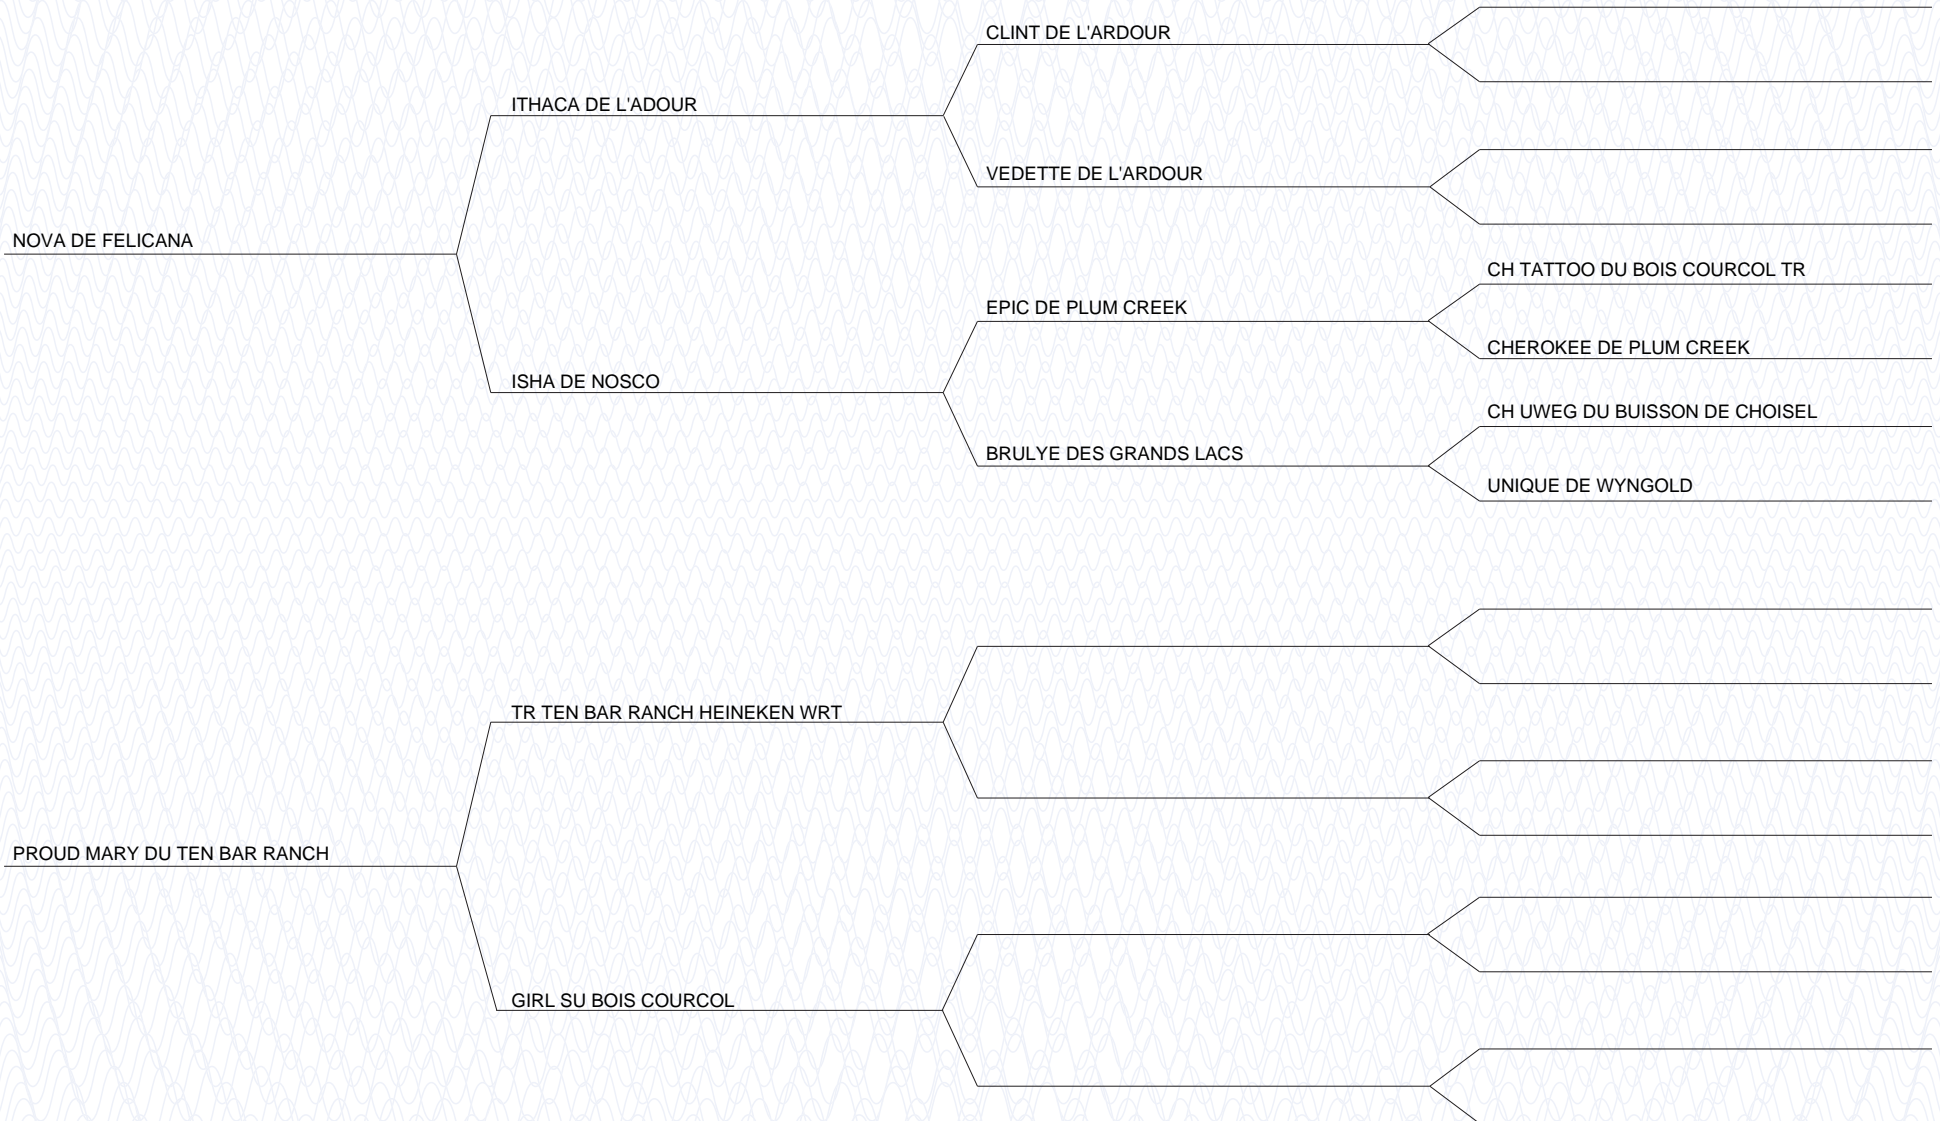 CLINT DE L'ARDOUR
ITHACA DE L'ADOUR
VEDETTE DE L'ARDOUR
NOVA DE FELICANA
CH TATTOO DU BOIS COURCOL TR
EPIC DE PLUM CREEK
CHEROKEE DE PLUM CREEK
ISHA DE NOSCO
CH UWEG DU BUISSON DE CHOISEL
BRULYE DES GRANDS LACS
UNIQUE DE WYNGOLD
TR TEN BAR RANCH HEINEKEN WRT
PROUD MARY DU TEN BAR RANCH
GIRL SU BOIS COURCOL